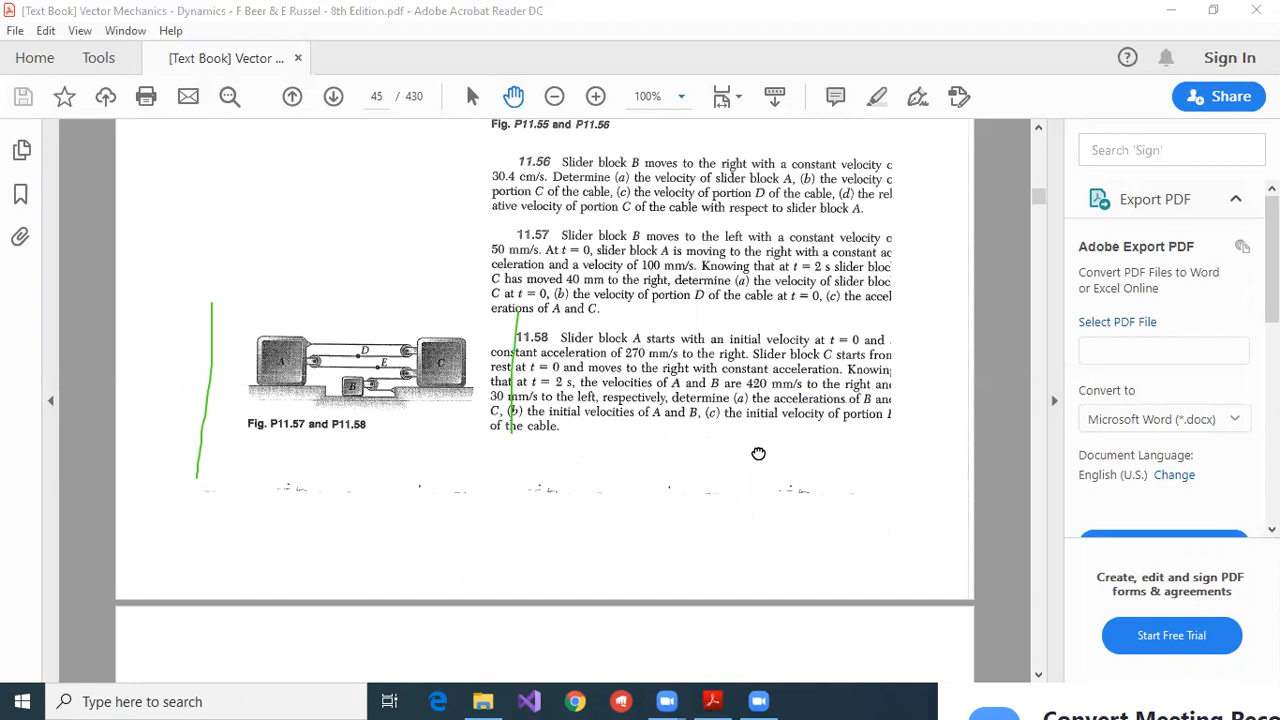 [Text Book] Vector Mechanics - Dynamics - F Beer & E Russel - 8th Edition.pdf - Adobe Acrobat Reader DC
File Edit View Window Help
Home Tools [Text Book] Vector ... × Sign In
45 / 430 100% Share
Fig. P11.55 and P11.56
11.56 Slider block B moves to the right with a constant velocity
30.4 cm/s. Determine (a) the velocity of slider block A, (b) the velocity
portion C of the cable, (c) the velocity of portion D of the cable, (d) the rel
ative velocity of portion C of the cable with respect to slider block A.
11.57 Slider block B moves to the left with a constant velocity
50 mm/s. At t = 0, slider block A is moving to the right with a constant ac
celeration and a velocity of 100 mm/s. Knowing that at t = 2 s slider bloc
C has moved 40 mm to the right, determine (a) the velocity of slider bloc
C at t = 0, (b) the velocity of portion D of the cable at t = 0, (c) the accel
erations of A and C.
11.58 Slider block A starts with an initial velocity at t = 0 and
constant acceleration of 270 mm/s to the right. Slider block C starts from
rest at t = 0 and moves to the right with constant acceleration. Knowing
that at t = 2 s, the velocities of A and B are 420 mm/s to the right and
30 mm/s to the left, respectively, determine (a) the accelerations of B and
C, (b) the initial velocities of A and B, (c) the initial velocity of portion
of the cable.
A D E B C
Fig. P11.57 and P11.58
Search 'Sign'
Export PDF
Adobe Export PDF
Convert PDF Files to Word
or Excel Online
Select PDF File
Convert to
Microsoft Word (*.docx)
Document Language:
English (U.S.) Change
Create, edit and sign PDF
forms & agreements
Start Free Trial
Type here to search
Convert Meeting Reco